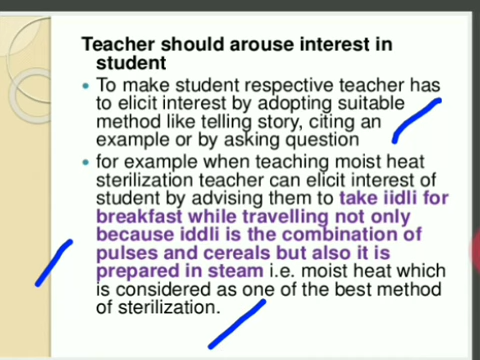 Teacher should arouse interest in
student
• To make student respective teacher has
to elicit interest by adopting suitable
method like telling story, citing an
example or by asking question
• for example when teaching moist heat
sterilization teacher can elicit interest of
student by advising them to take iidli for
breakfast while travelling not only
because iddli is the combination of
pulses and cereals but also it is
prepared in steam i.e. moist heat which
is considered as one of the best method
of sterilization.